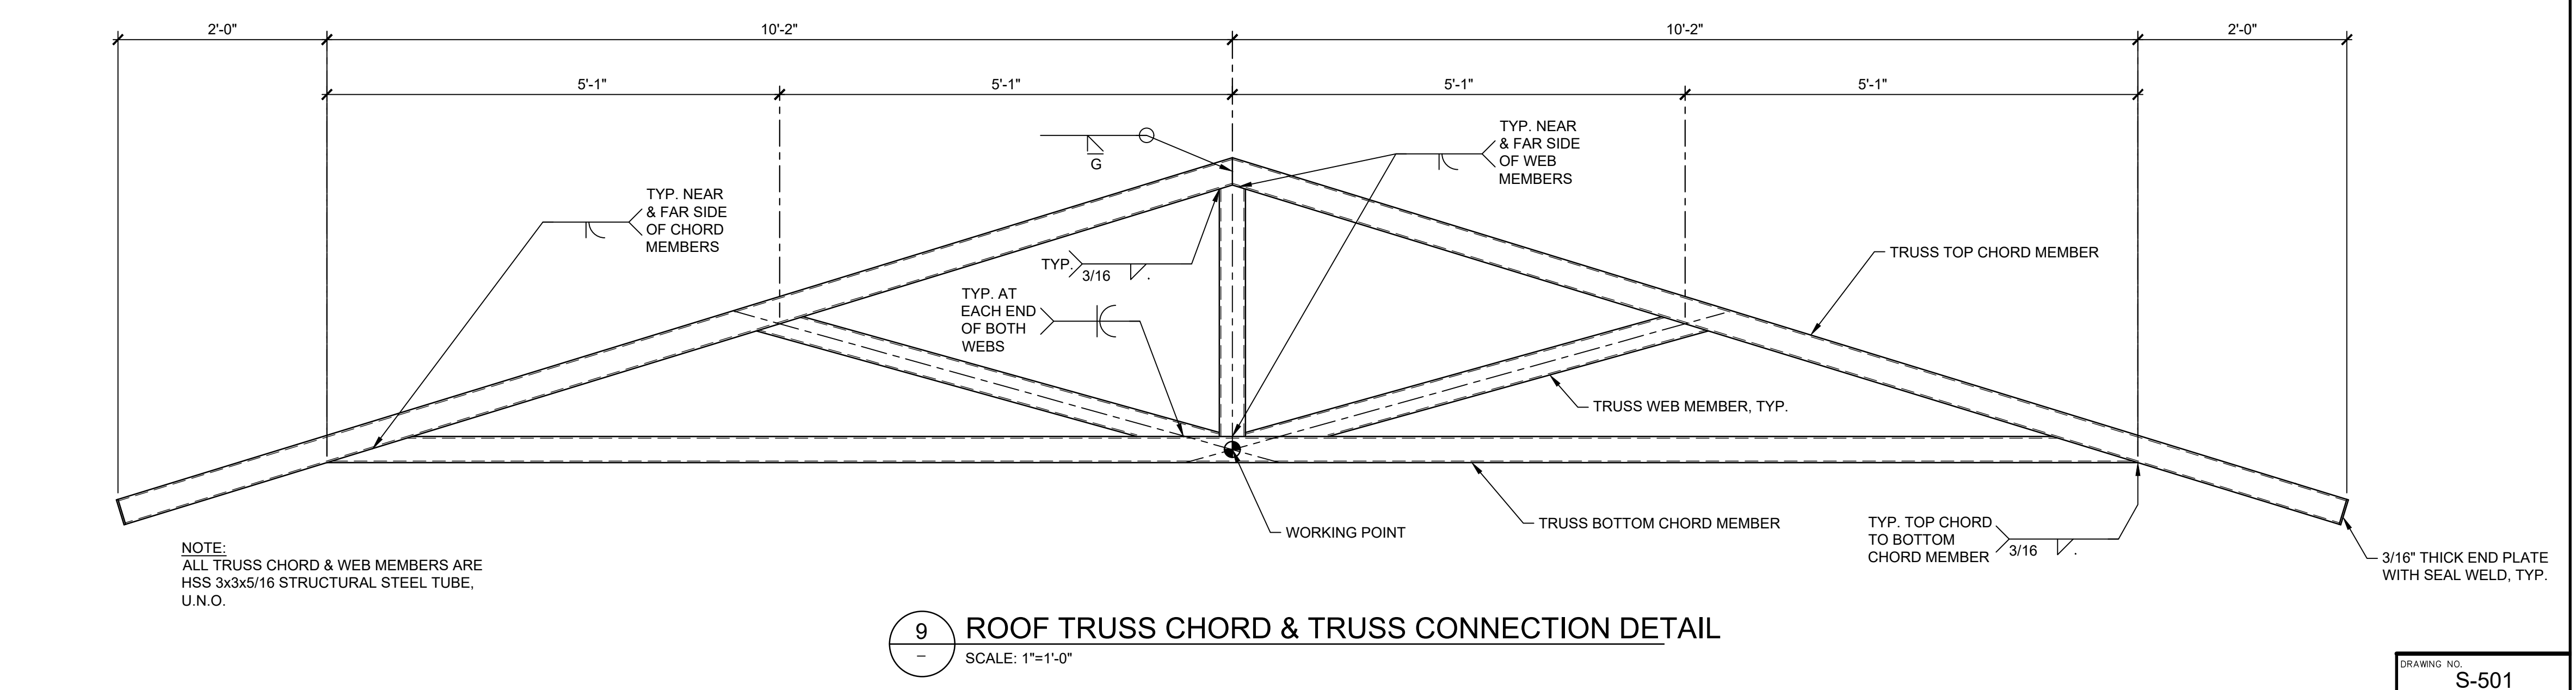 2'-0"
10'-2"
10'-2"
2'-0"
5'-1"
5'-1"
5'-1"
5'-1"
G
TYP. NEAR
& FAR SIDE
OF WEB
MEMBERS
TYP. NEAR
& FAR SIDE
OF CHORD
MEMBERS
TYP.
3/16
TYP. AT
EACH END
OF BOTH
WEBS
TRUSS TOP CHORD MEMBER
TRUSS WEB MEMBER, TYP.
WORKING POINT
TRUSS BOTTOM CHORD MEMBER
TYP. TOP CHORD
TO BOTTOM
CHORD MEMBER
3/16
3/16" THICK END PLATE
WITH SEAL WELD, TYP.
NOTE:
ALL TRUSS CHORD & WEB MEMBERS ARE
HSS 3x3x5/16 STRUCTURAL STEEL TUBE,
U.N.O.
9
–
ROOF TRUSS CHORD & TRUSS CONNECTION DETAIL
SCALE: 1"=1'-0"
DRAWING NO.
S-501